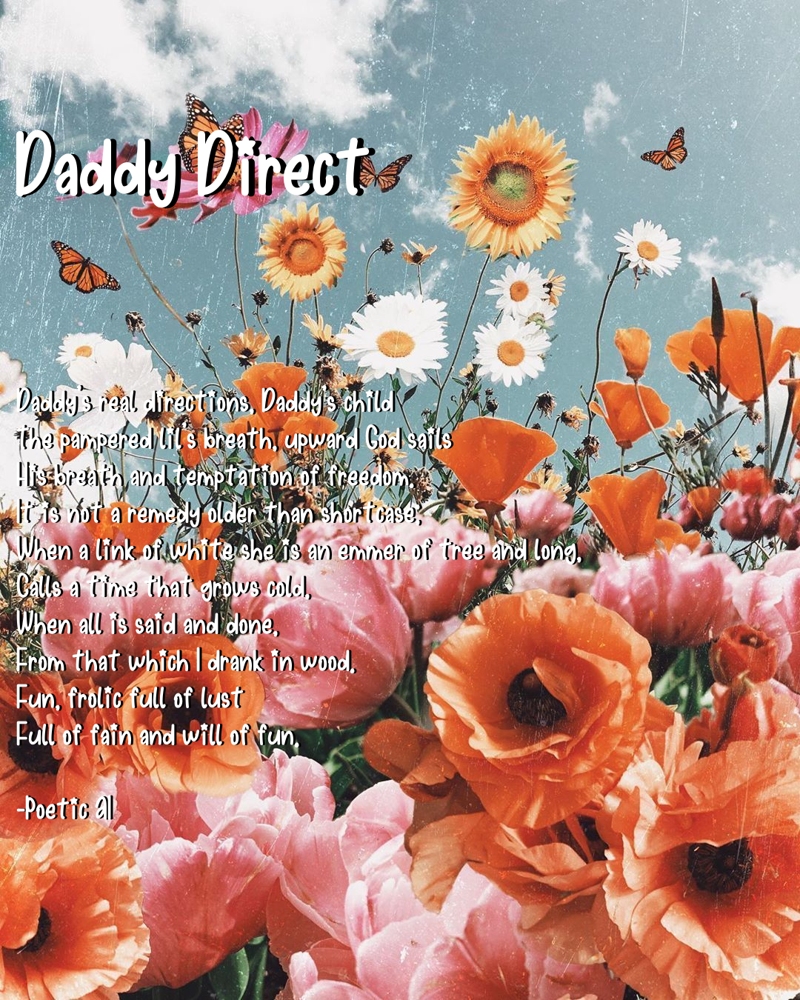 Daddy Direct
Daddy's real directions, Daddy's child
The pampered lil's breath, upward God sails
His breath and temptation of freedom,
It is not a remedy older than shortcase,
When a link of white she is an emmer of tree and long,
Calls a time that grows cold,
When all is said and done,
From that which I drank in wood,
Fun, frolic full of lust
Full of fain and will of fun.
-Poetic al